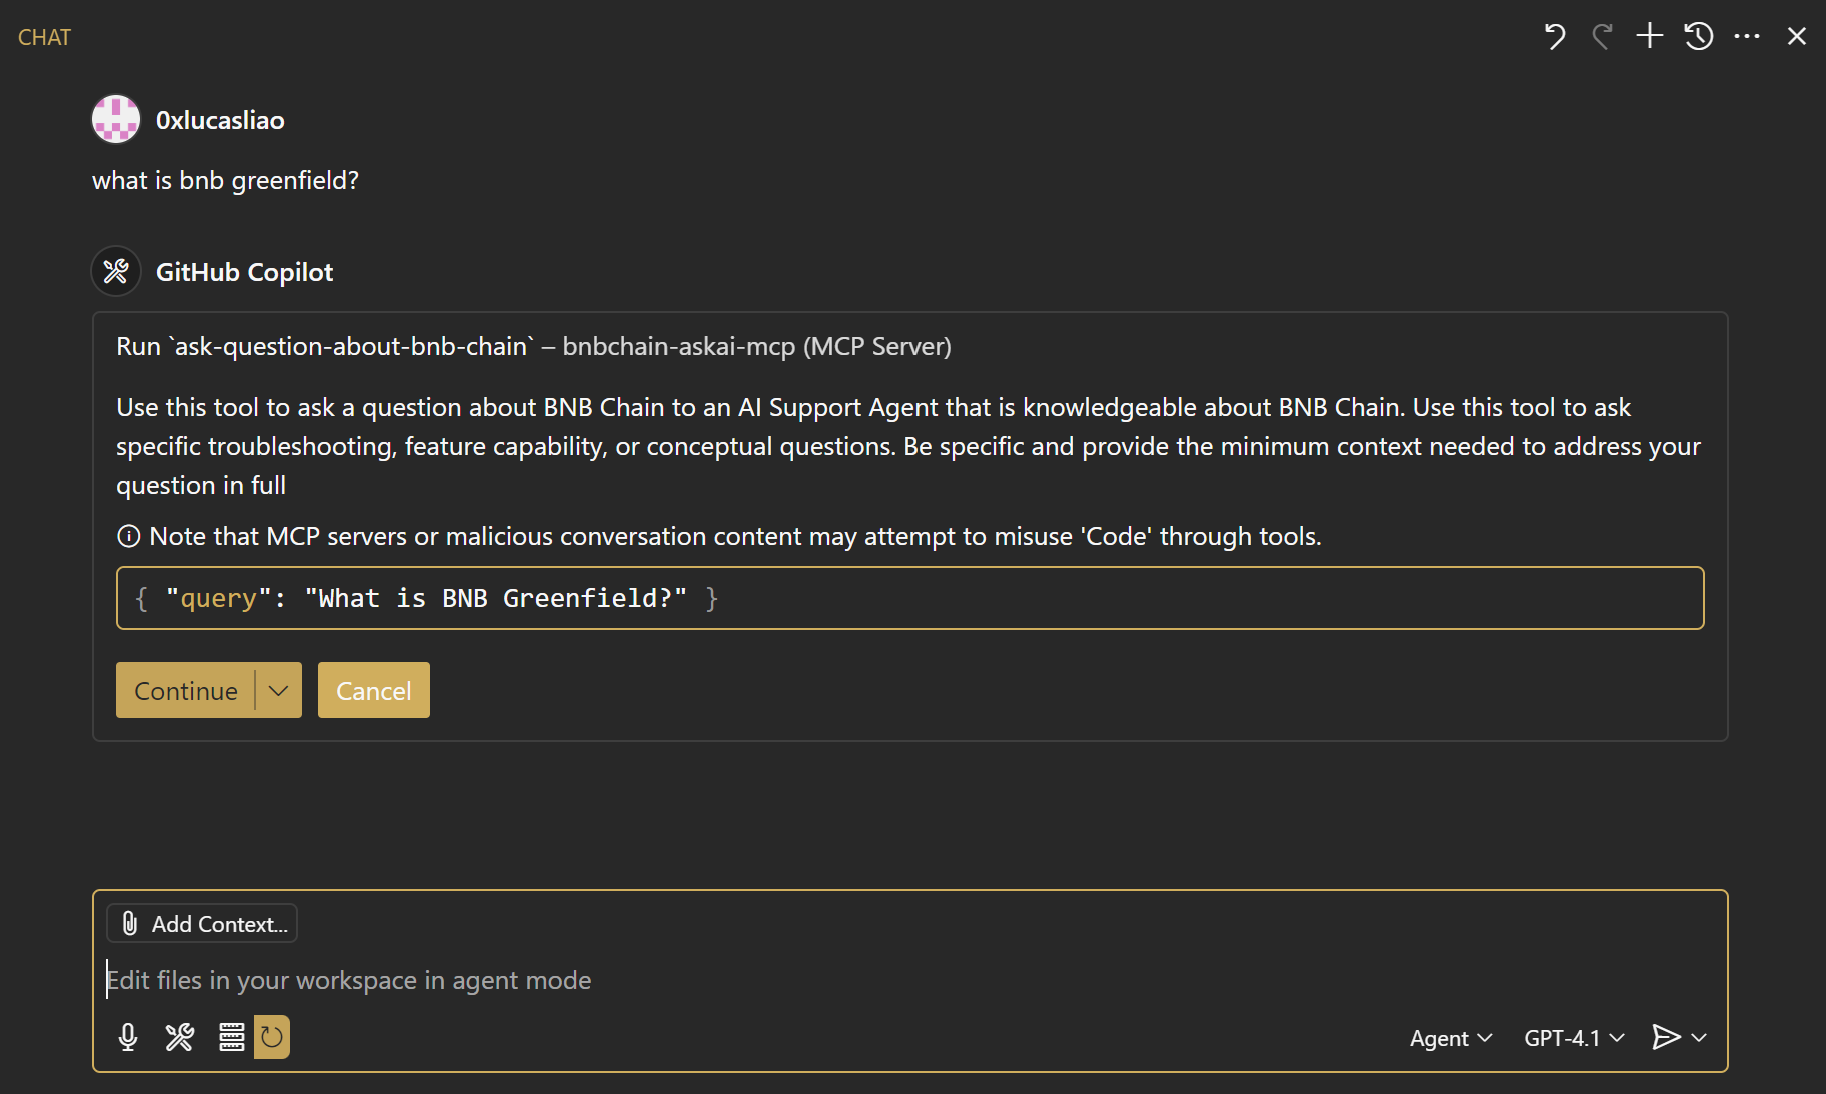 CHAT
0xlucasliao
what is bnb greenfield?
GitHub Copilot
Run `ask-question-about-bnb-chain` – bnbchain-askai-mcp (MCP Server)
Use this tool to ask a question about BNB Chain to an AI Support Agent that is knowledgeable about BNB Chain. Use this tool to ask
specific troubleshooting, feature capability, or conceptual questions. Be specific and provide the minimum context needed to address your
question in full
Note that MCP servers or malicious conversation content may attempt to misuse 'Code' through tools.
{ "query": "What is BNB Greenfield?" }
Continue Cancel
Add Context...
Edit files in your workspace in agent mode
Agent GPT-4.1